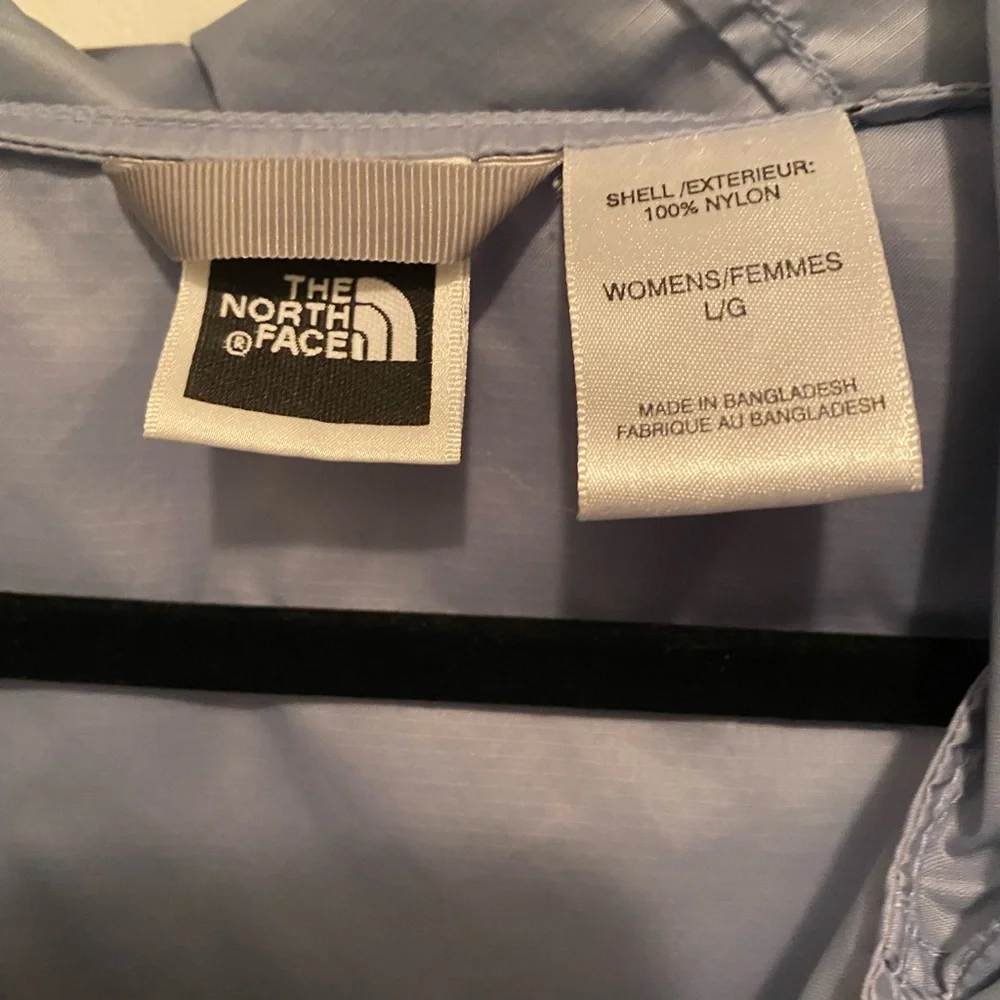 THE
NORTH
® FACE
SHELL /EXTERIEUR:
100% NYLON
WOMENS/FEMMES
L/G
MADE IN BANGLADESH
FABRIQUE AU BANGLADESH